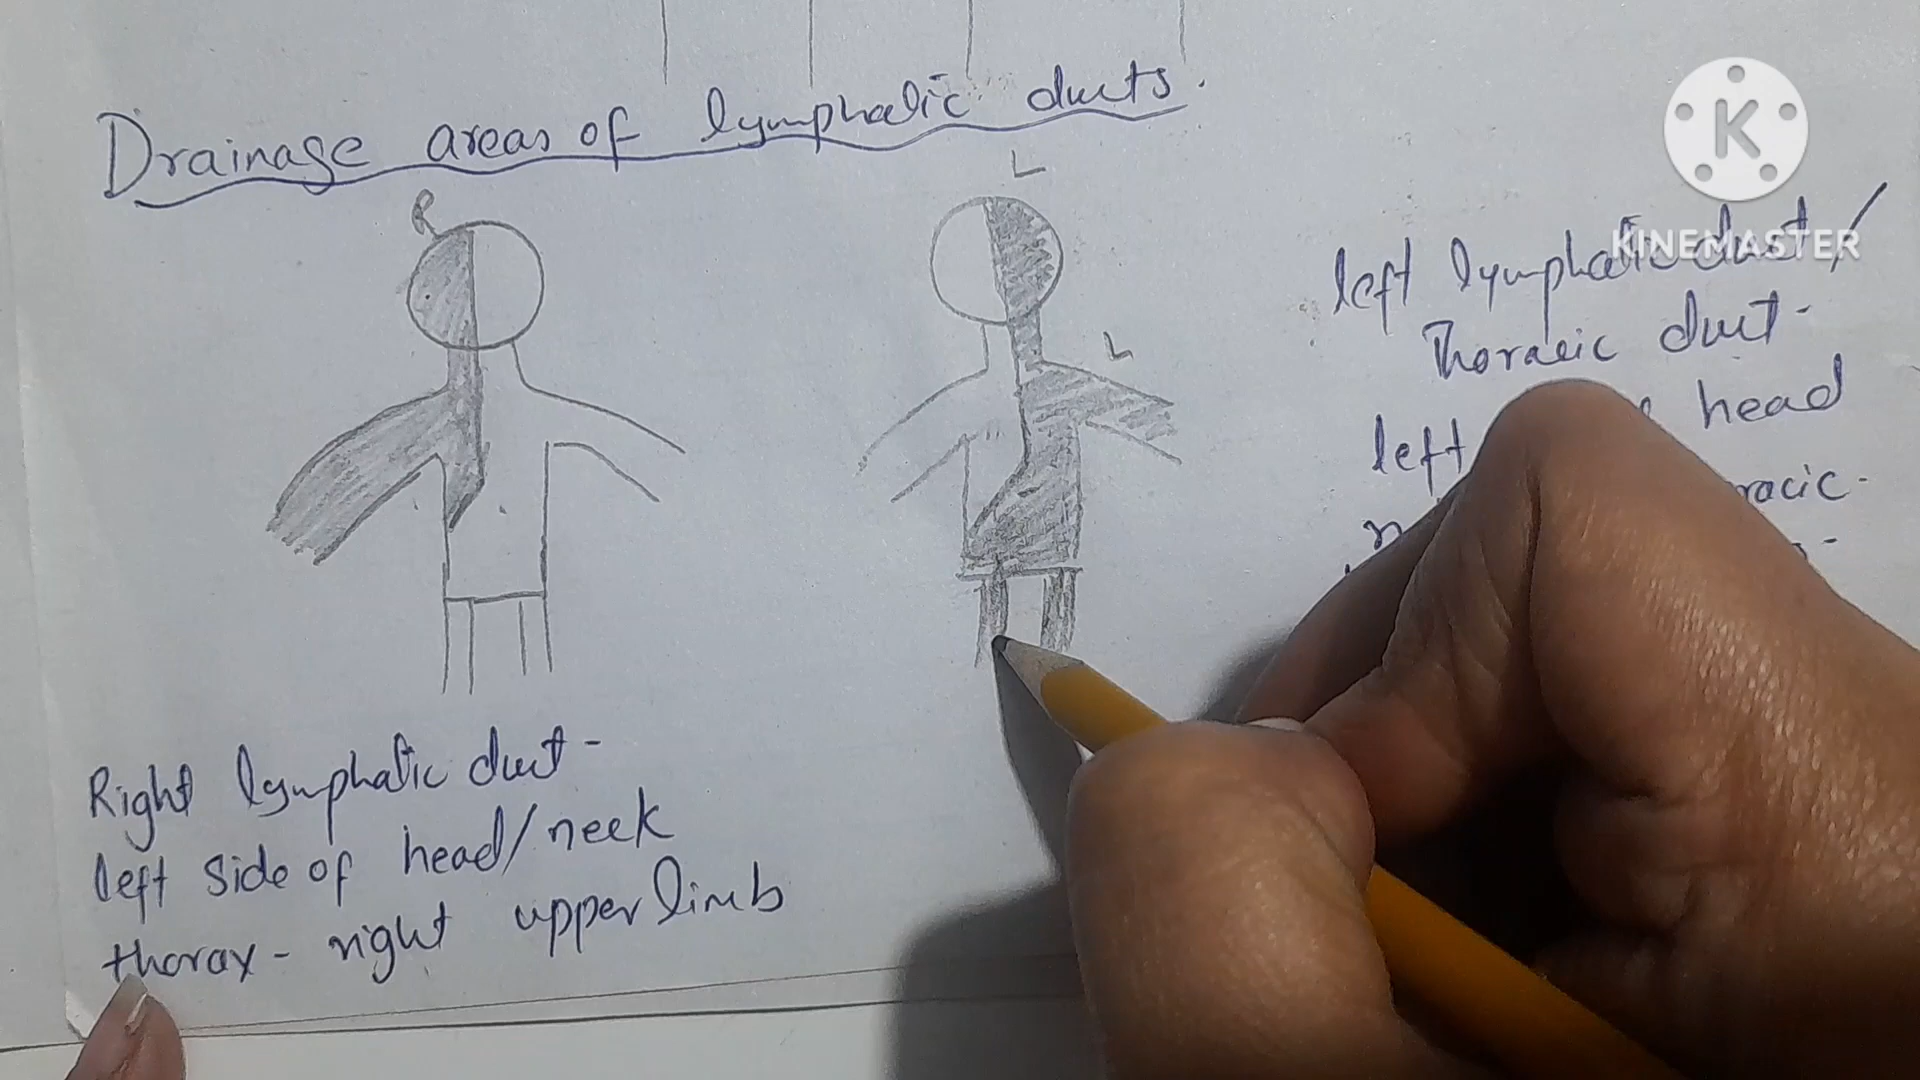 Drainage areas of lymphatic ducts.
R
L
L
Right lymphatic duct -
left side of head/neck
thorax - right upper limb
left lymphatic duct/
Thoracic duct -
left head
racic -
K
KINEMASTER